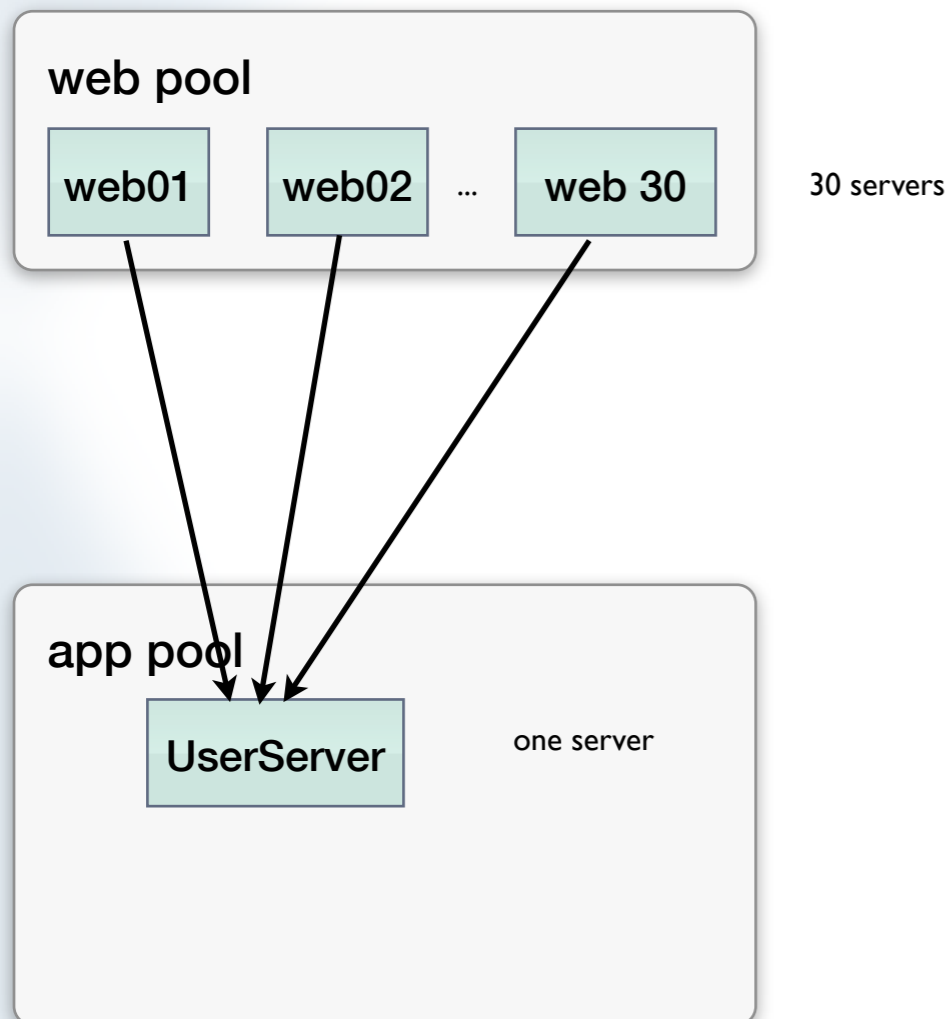 web pool
web01 web02 ... web 30
30 servers
app pool
UserServer
one server